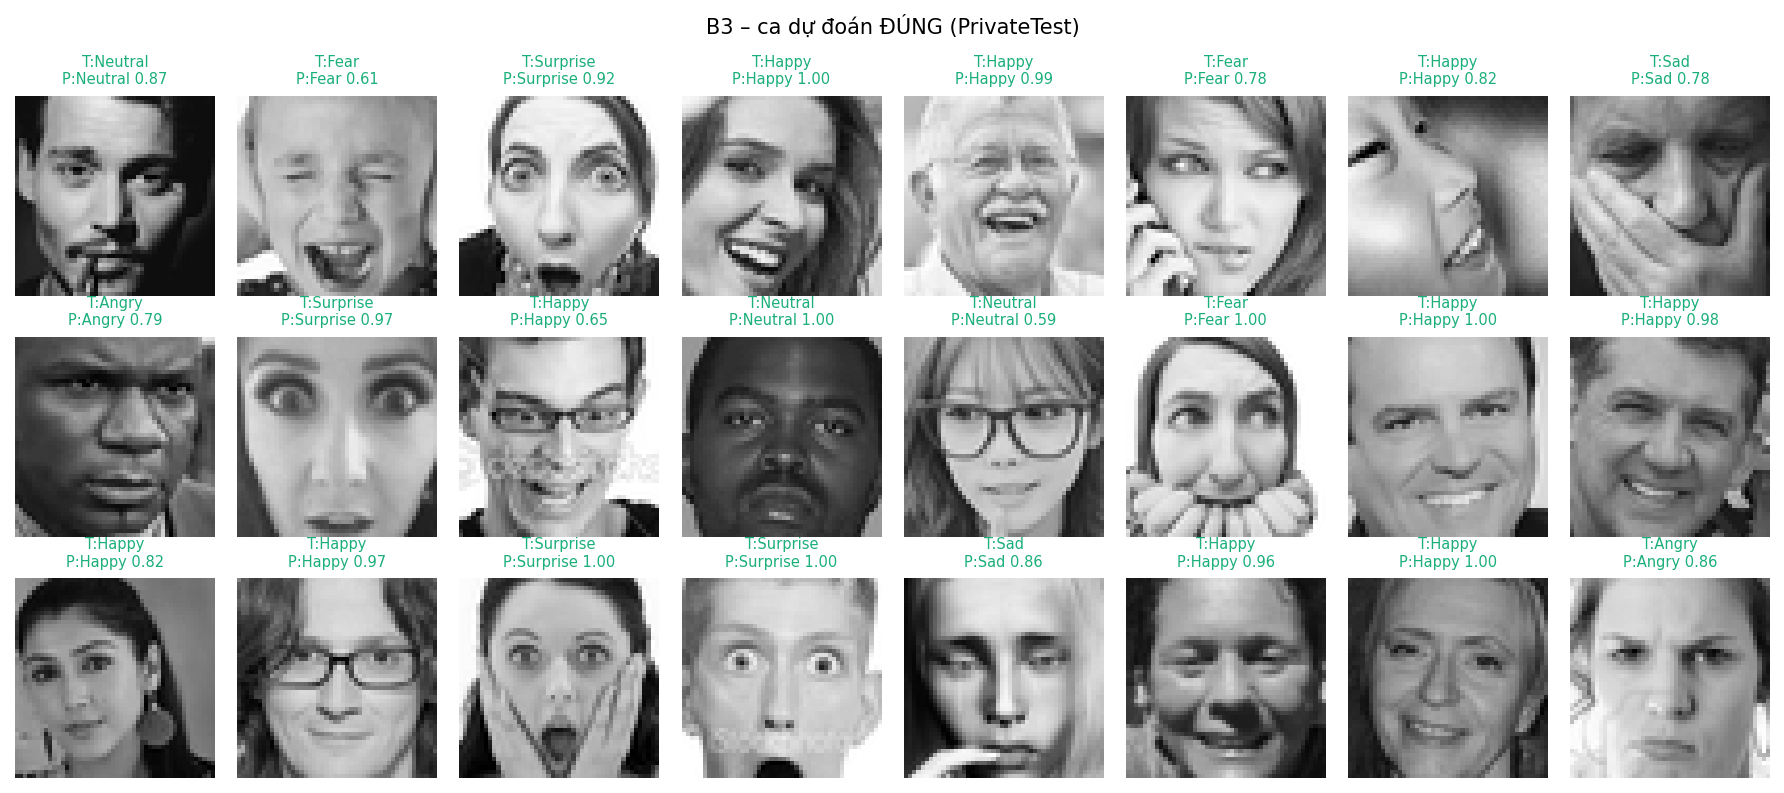 B3 – ca dự đoán ĐÚNG (PrivateTest)
T:Neutral
P:Neutral 0.87
T:Fear
P:Fear 0.61
T:Surprise
P:Surprise 0.92
T:Happy
P:Happy 1.00
T:Happy
P:Happy 0.99
T:Fear
P:Fear 0.78
T:Happy
P:Happy 0.82
T:Sad
P:Sad 0.78
T:Angry
P:Angry 0.79
T:Surprise
P:Surprise 0.97
T:Happy
P:Happy 0.65
T:Neutral
P:Neutral 1.00
T:Neutral
P:Neutral 0.59
T:Fear
P:Fear 1.00
T:Happy
P:Happy 1.00
T:Happy
P:Happy 0.98
T:Happy
P:Happy 0.82
T:Happy
P:Happy 0.97
T:Surprise
P:Surprise 1.00
T:Surprise
P:Surprise 1.00
T:Sad
P:Sad 0.86
T:Happy
P:Happy 0.96
T:Happy
P:Happy 1.00
T:Angry
P:Angry 0.86